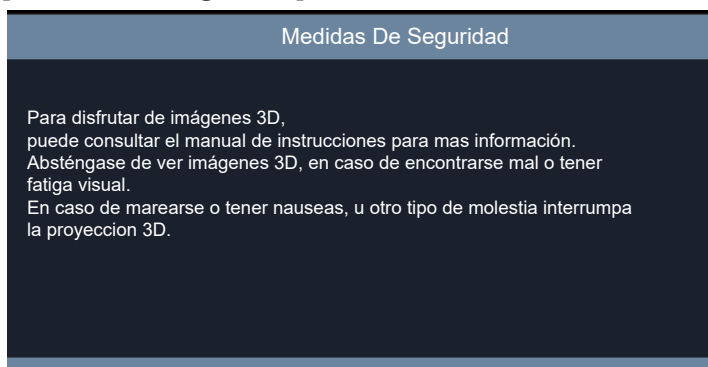 Medidas De Seguridad
Para disfrutar de imágenes 3D,
puede consultar el manual de instrucciones para mas información.
Absténgase de ver imágenes 3D, en caso de encontrarse mal o tener
fatiga visual.
En caso de marearse o tener nauseas, u otro tipo de molestia interrumpa
la proyeccion 3D.